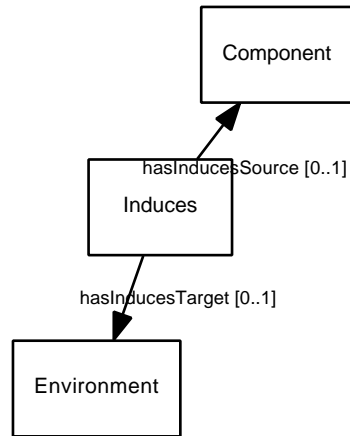 Component
hasInducesSource [0..1]
Induces
hasInducesTarget [0..1]
Environment